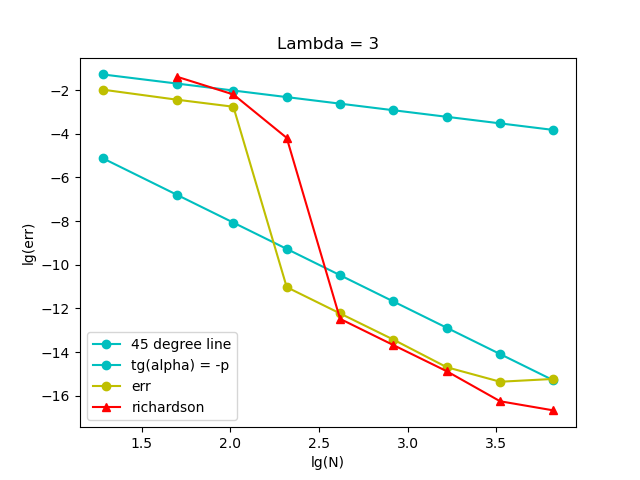 Lambda = 3
lg(err)
−2
−4
−6
−8
−10
−12
−14
−16
45 degree line
tg(alpha) = -p
err
richardson
1.5 2.0 2.5 3.0 3.5
lg(N)